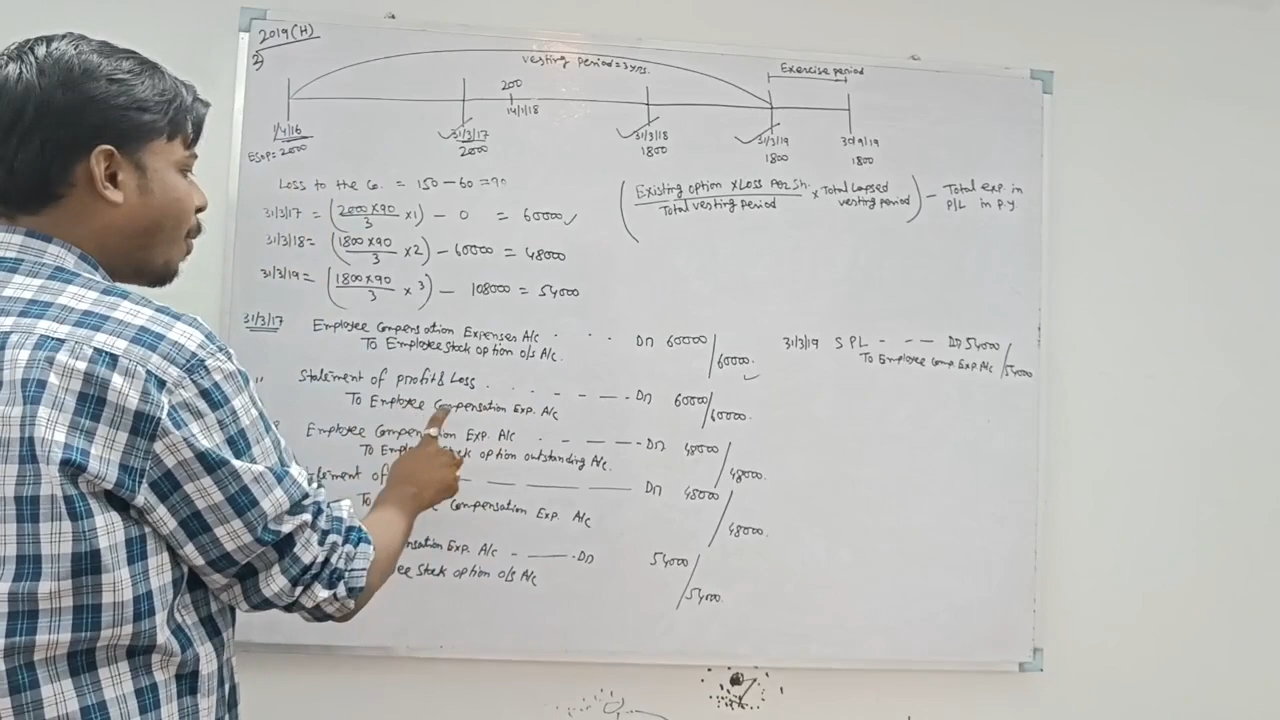 2019 (H)
2)
vesting period = 3 yrs.
Exercise period
200
14/1/18
1/4/16
31/3/17
31/3/18
31/3/19
30/9/19
ESOP = 2000
2000
1800
1800
1800
Loss to the Co. = 150 - 60 = 90
(Existing option × Loss Per Sh. / Total vesting period × Total Lapsed vesting period) - Total exp. in P/L in p.y
31/3/17 = (2000×90/3 ×1) - 0 = 60000
31/3/18 = (1800×90/3 ×2) - 60000 = 48000
31/3/19 = (1800×90/3 × 3) - 108000 = 54000
31/3/17 Employee Compensation Expenses A/c . . . Dr 60000
To Employee stock option o/s A/c. 60000
" Statement of Profit & Loss . . . - - - - Dr 60000
To Employee Compensation Exp. A/c 60000
Employee Compensation Exp. A/c . - - - - Dr 48000
To Stock option outstanding A/c. 48000
of Dr 48000
To Compensation Exp. A/c 48000
Exp. A/c - - Dr 54000
Stock option o/s A/c 54000
31/3/19 S P L - - - Dr 54000
To Employee Comp. Exp. A/c 54000